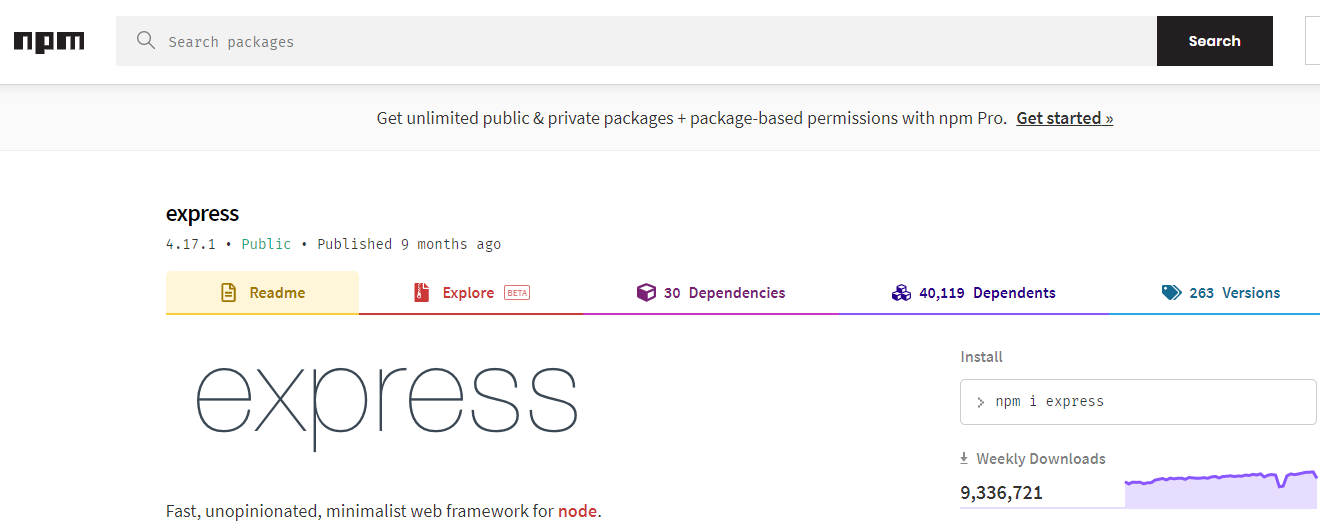 npm
Search packages
Search
Get unlimited public & private packages + package-based permissions with npm Pro. Get started »
express
4.17.1 • Public • Published 9 months ago
Readme
Explore BETA
30 Dependencies
40,119 Dependents
263 Versions
express
Install
> npm i express
Weekly Downloads
9,336,721
Fast, unopinionated, minimalist web framework for node.